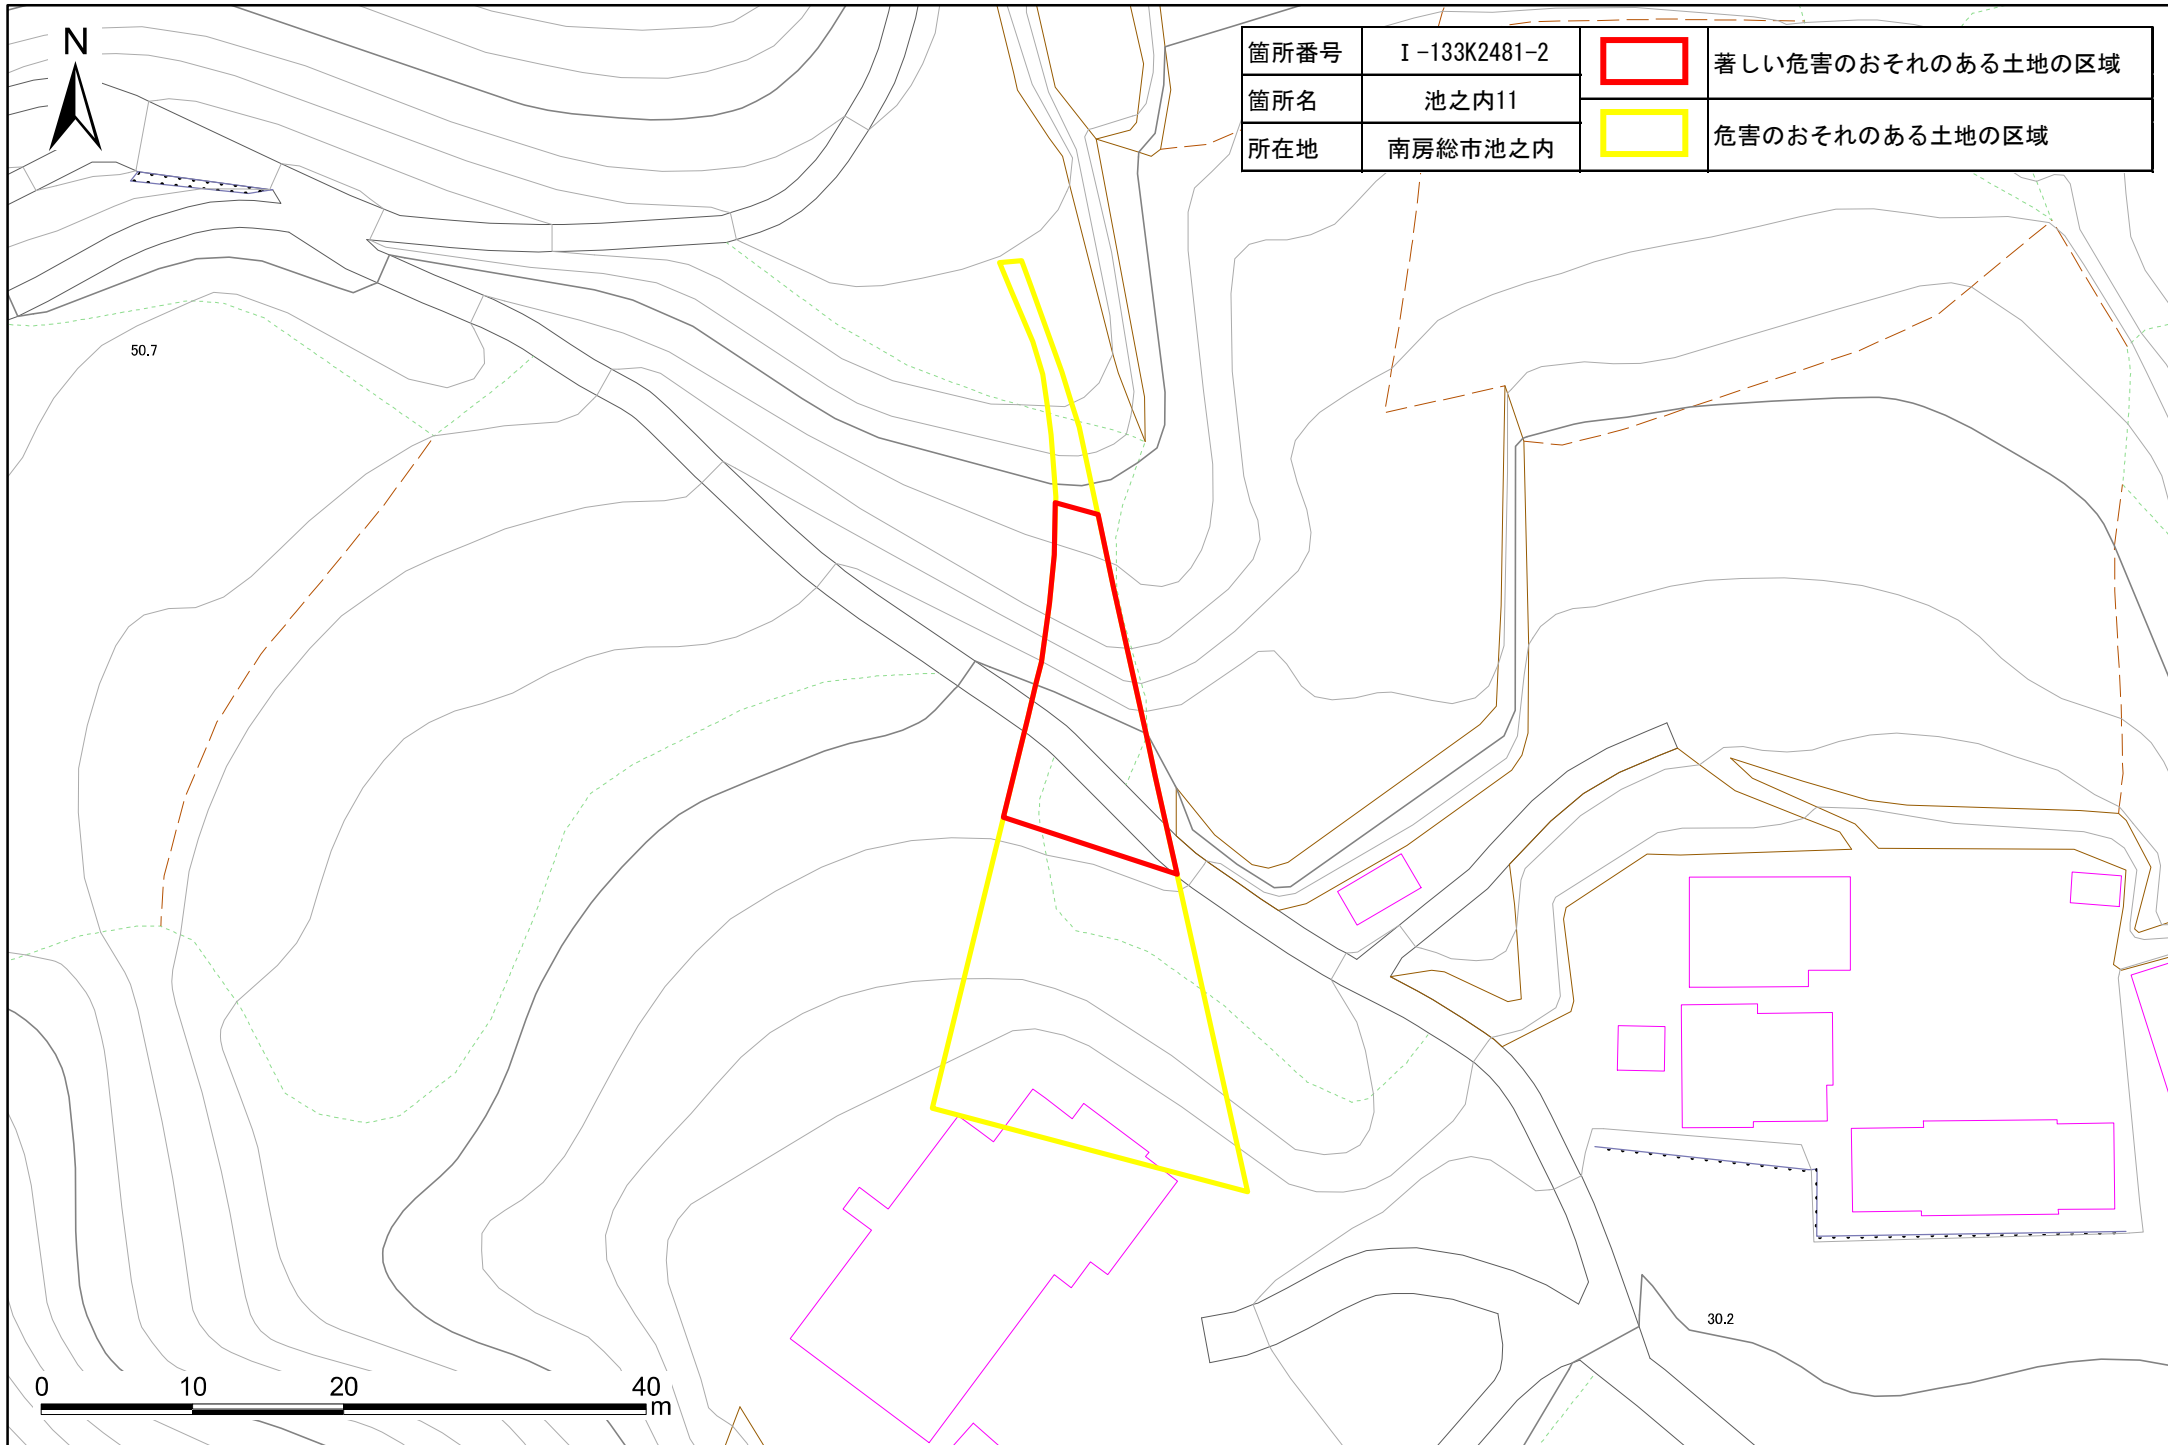 N
箇所番号 Ⅰ-133K2481-2
著しい危害のおそれのある土地の区域
箇所名 池之内11
危害のおそれのある土地の区域
所在地 南房総市池之内
50.7
30.2
0 10 20 40
m